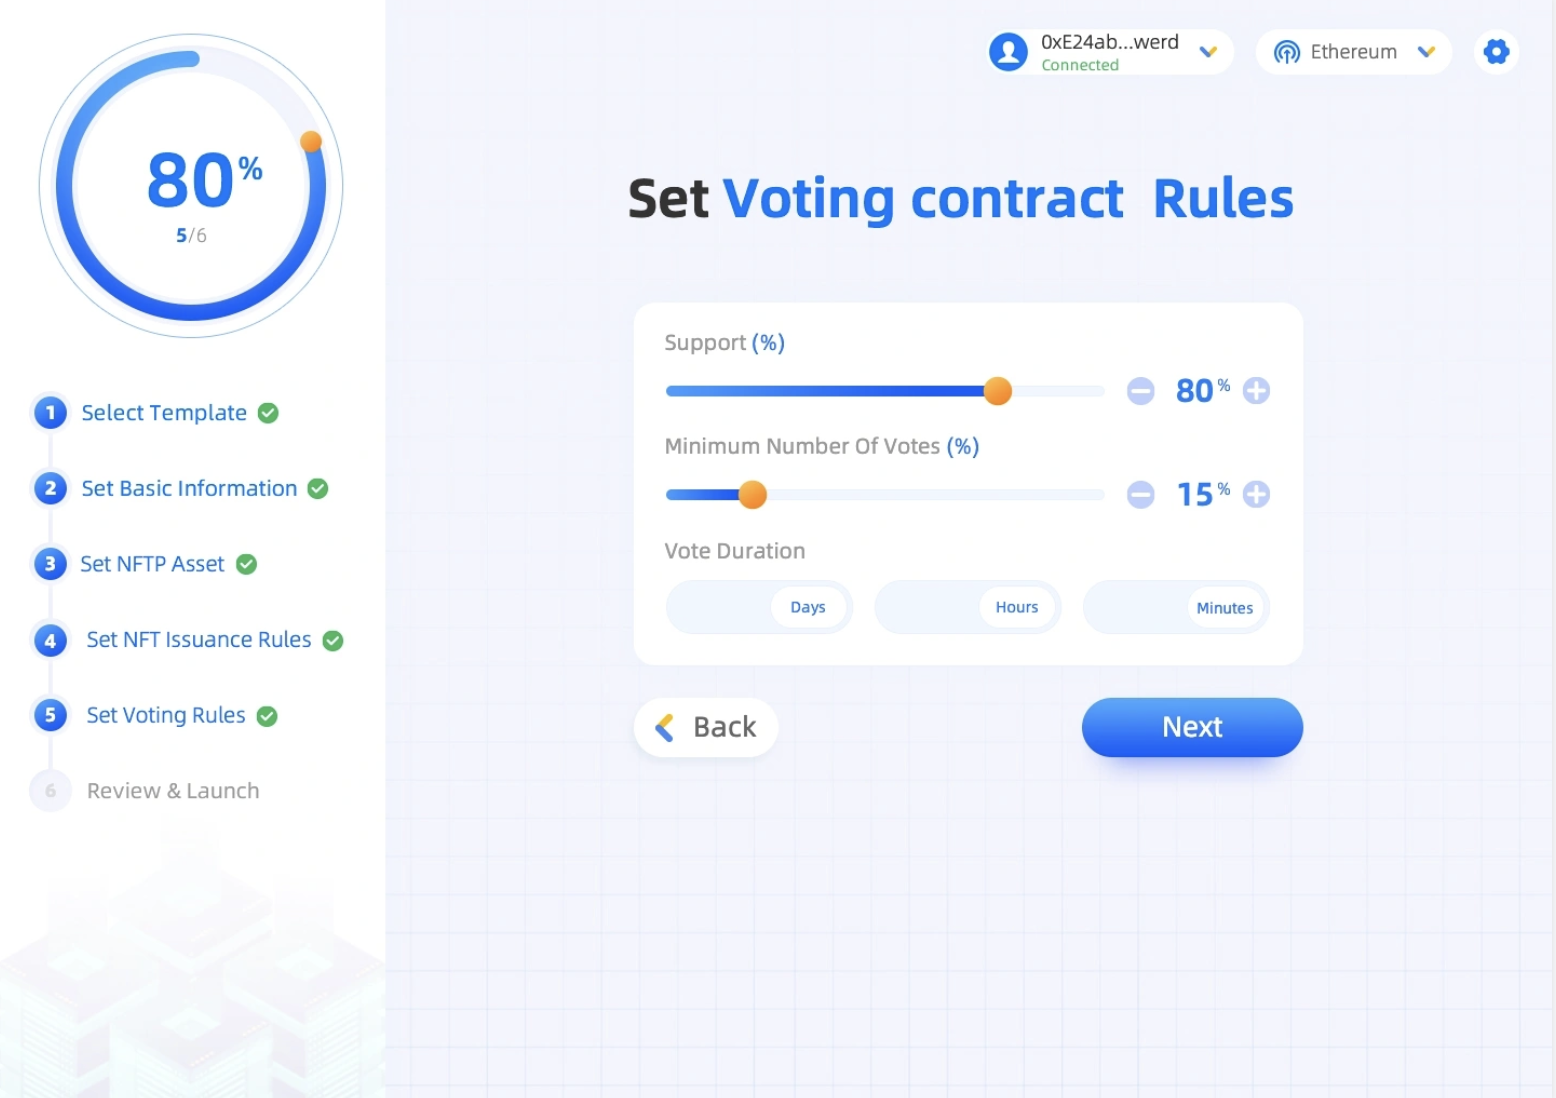 80%
5/6
1 Select Template
2 Set Basic Information
3 Set NFTP Asset
4 Set NFT Issuance Rules
5 Set Voting Rules
6 Review & Launch
0xE24ab...werd
Connected
Ethereum
Set Voting contract Rules
Support (%)
80%
Minimum Number Of Votes (%)
15%
Vote Duration
Days Hours Minutes
Back Next